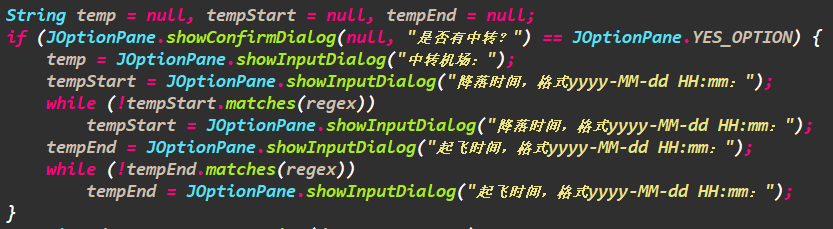 String temp = null, tempStart = null, tempEnd = null;
if (JOptionPane.showConfirmDialog(null, "是否有中转？") == JOptionPane.YES_OPTION) {
    temp = JOptionPane.showInputDialog("中转机场：");
    tempStart = JOptionPane.showInputDialog("降落时间，格式yyyy-MM-dd HH:mm：");
    while (!tempStart.matches(regex))
        tempStart = JOptionPane.showInputDialog("降落时间，格式yyyy-MM-dd HH:mm：");
    tempEnd = JOptionPane.showInputDialog("起飞时间，格式yyyy-MM-dd HH:mm：");
    while (!tempEnd.matches(regex))
        tempEnd = JOptionPane.showInputDialog("起飞时间，格式yyyy-MM-dd HH:mm：");
}